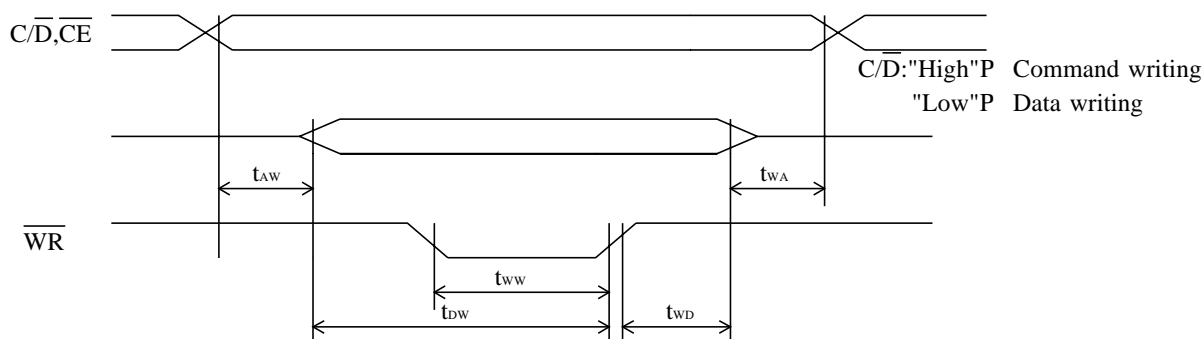 C/D̅,C̅E̅
C/D̅:"High"P Command writing
"Low"P Data writing
tAW
tWA
W̅R̅
tWW
tDW
tWD